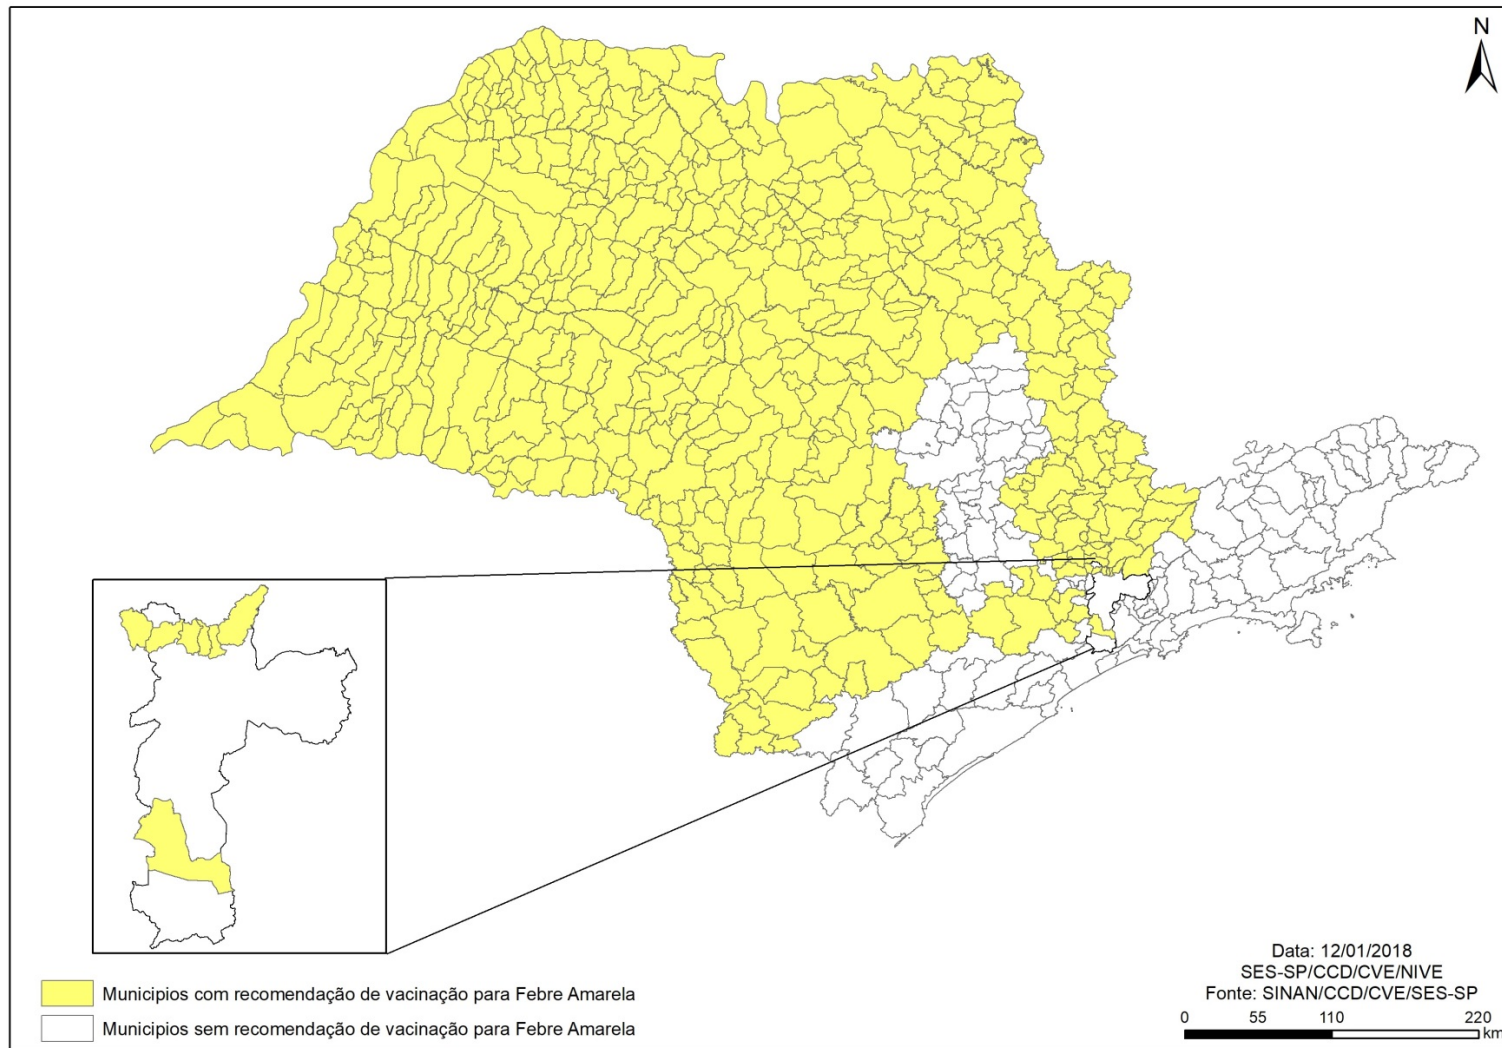 N
Municipios com recomendação de vacinação para Febre Amarela
Municipios sem recomendação de vacinação para Febre Amarela
Data: 12/01/2018
SES-SP/CCD/CVE/NIVE
Fonte: SINAN/CCD/CVE/SES-SP
0 55 110 220
km